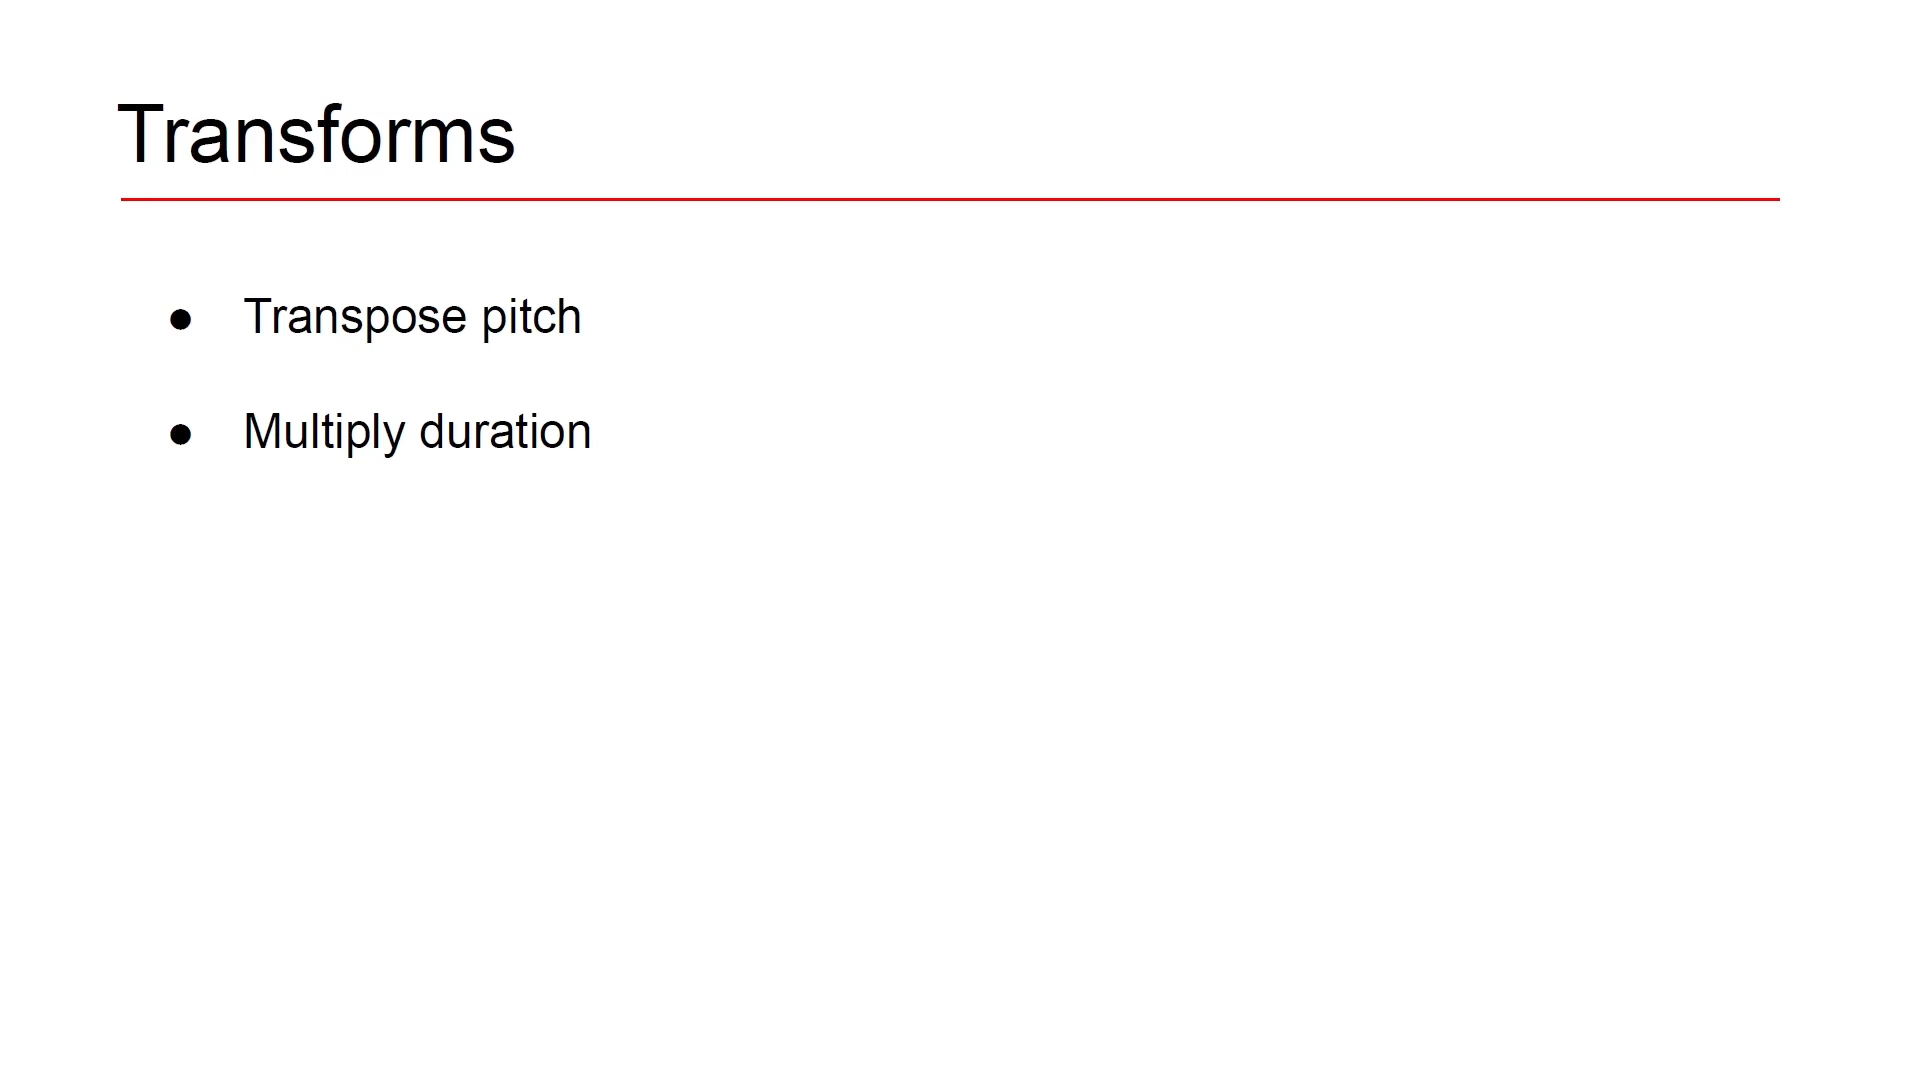 Transforms
● Transpose pitch
● Multiply duration